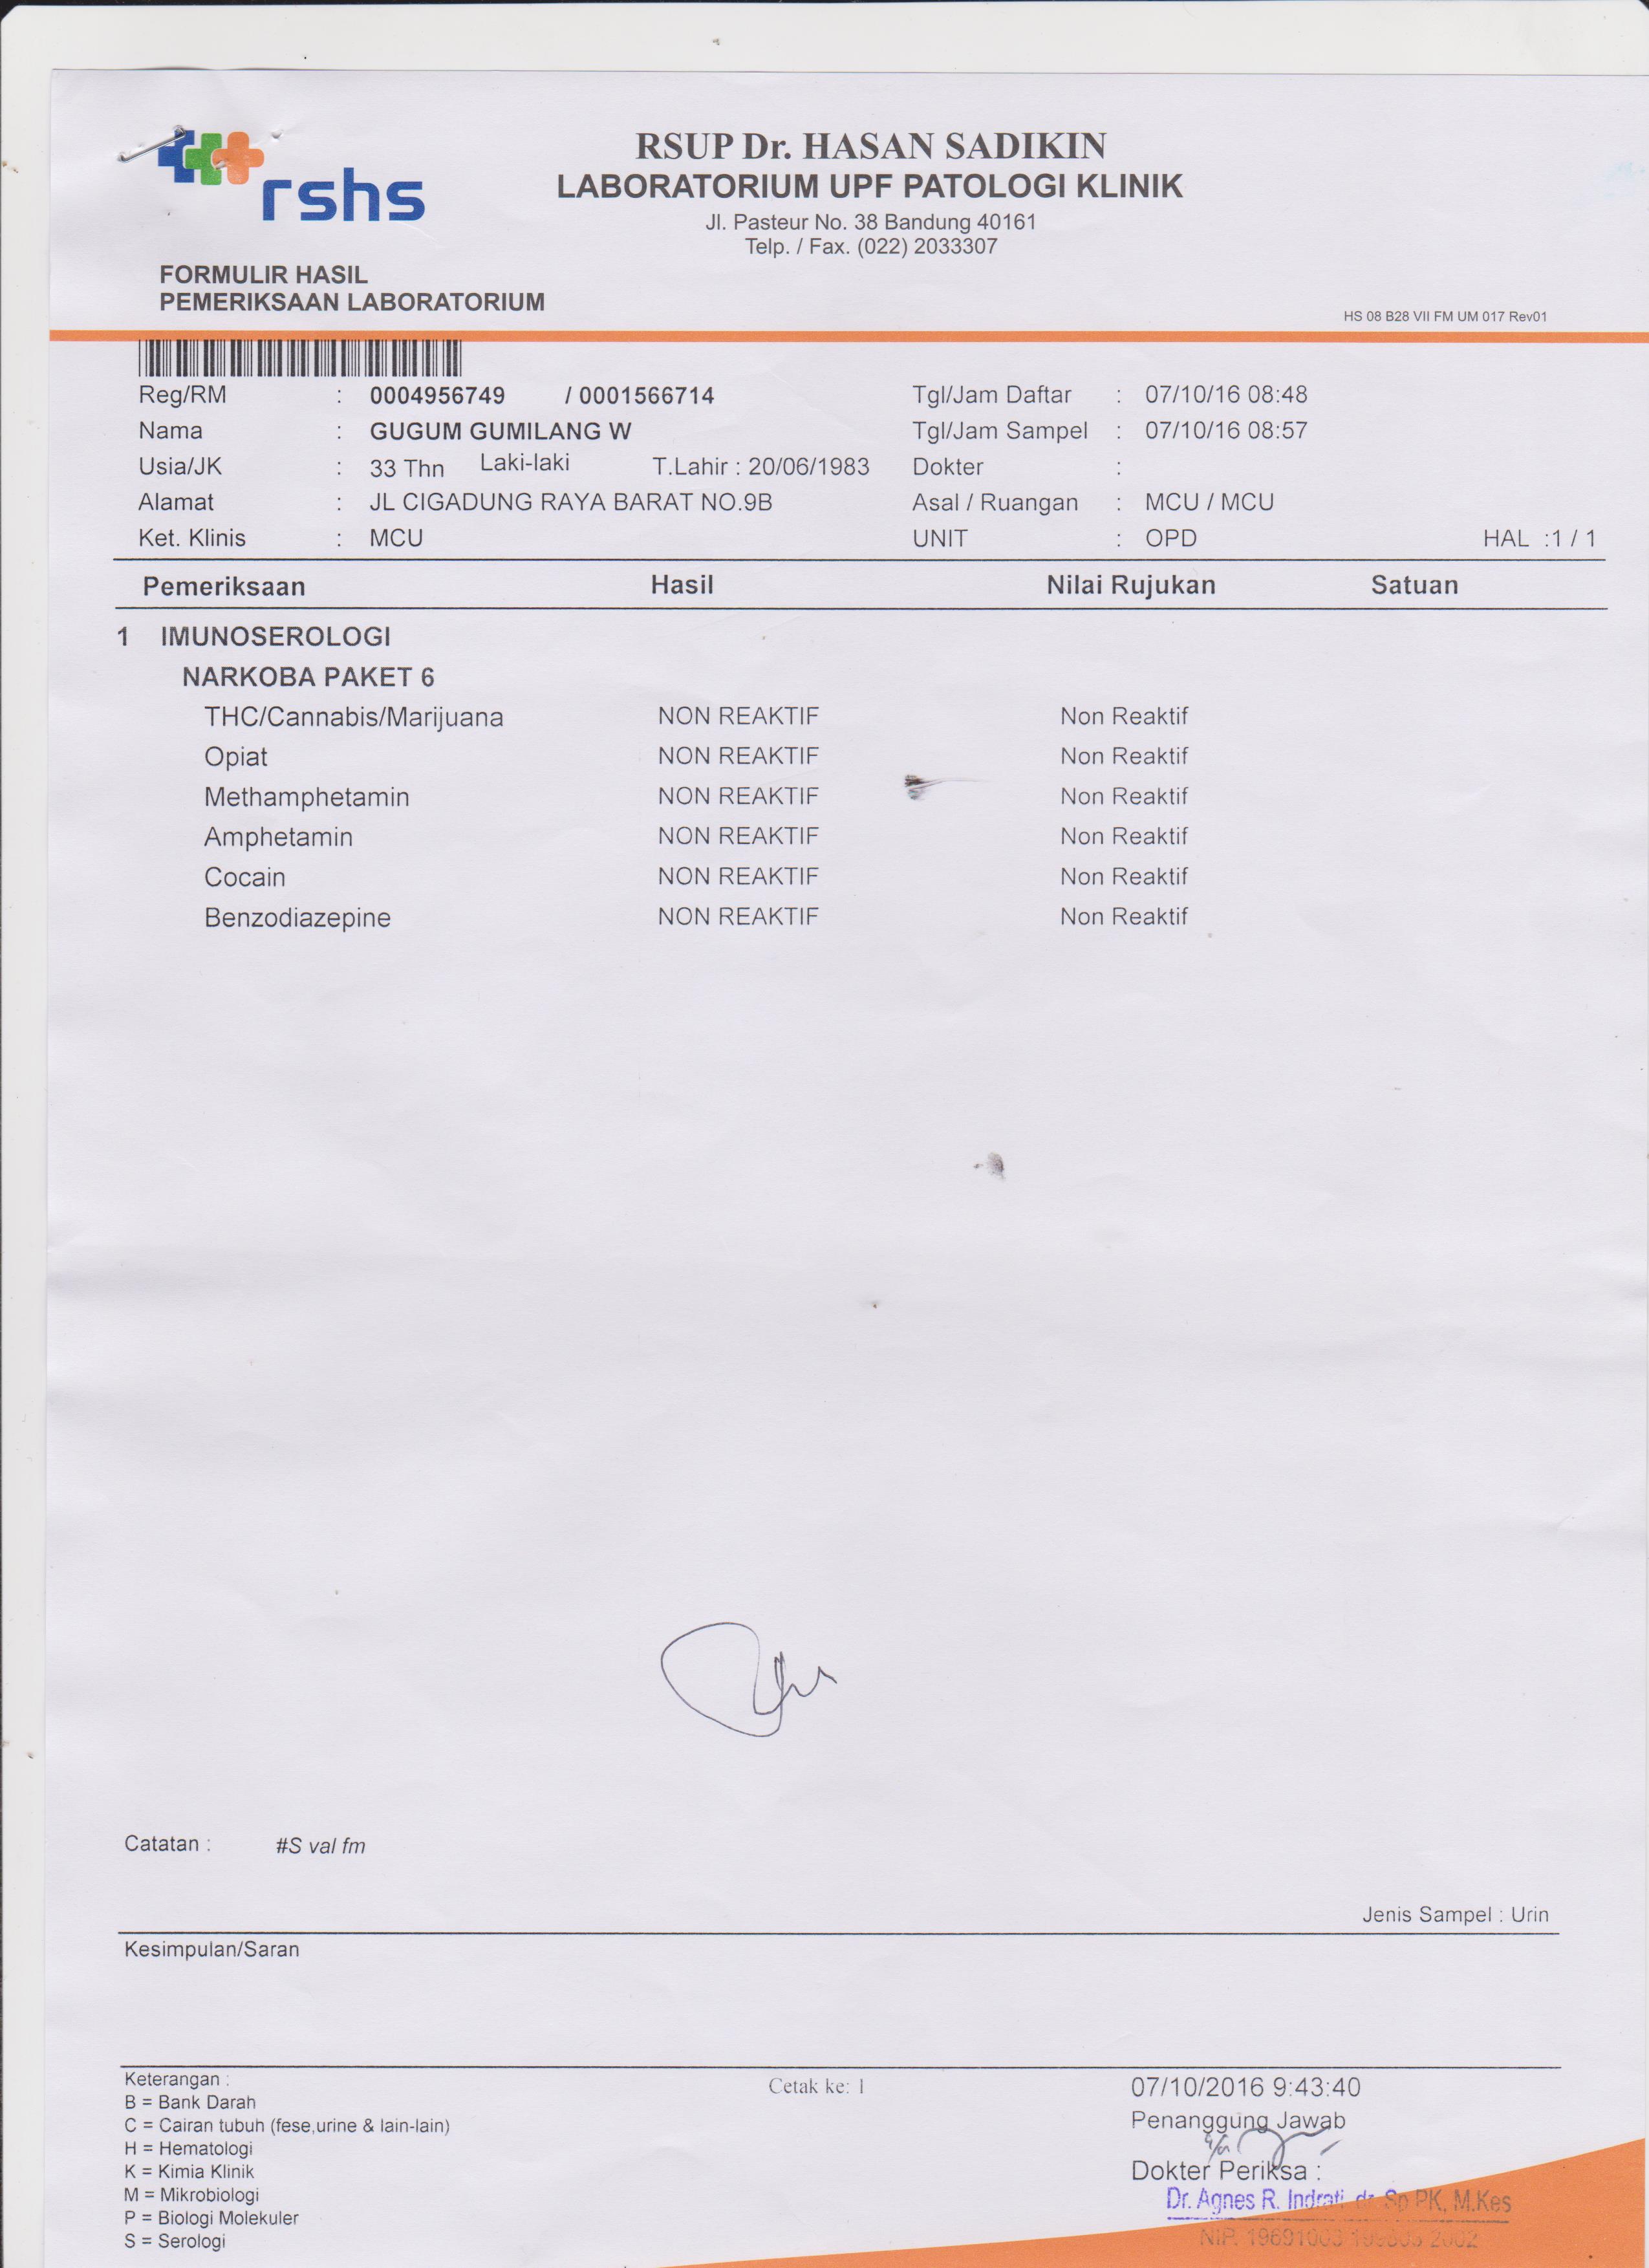 rshs
RSUP Dr. HASAN SADIKIN
LABORATORIUM UPF PATOLOGI KLINIK
Jl. Pasteur No. 38 Bandung 40161
Telp. / Fax. (022) 2033307
FORMULIR HASIL
PEMERIKSAAN LABORATORIUM
HS 08 B28 VII FM UM 017 Rev01
Reg/RM : 0004956749 / 0001566714 Tgl/Jam Daftar : 07/10/16 08:48
Nama : GUGUM GUMILANG W Tgl/Jam Sampel : 07/10/16 08:57
Usia/JK : 33 Thn Laki-laki T.Lahir : 20/06/1983 Dokter :
Alamat : JL CIGADUNG RAYA BARAT NO.9B Asal / Ruangan : MCU / MCU
Ket. Klinis : MCU UNIT : OPD HAL :1 / 1
Pemeriksaan Hasil Nilai Rujukan Satuan
1 IMUNOSEROLOGI
NARKOBA PAKET 6
THC/Cannabis/Marijuana NON REAKTIF Non Reaktif
Opiat NON REAKTIF Non Reaktif
Methamphetamin NON REAKTIF Non Reaktif
Amphetamin NON REAKTIF Non Reaktif
Cocain NON REAKTIF Non Reaktif
Benzodiazepine NON REAKTIF Non Reaktif
Catatan : #S val fm
Jenis Sampel : Urin
Kesimpulan/Saran
Keterangan :
B = Bank Darah
C = Cairan tubuh (fese,urine & lain-lain)
H = Hematologi
K = Kimia Klinik
M = Mikrobiologi
P = Biologi Molekuler
S = Serologi
Cetak ke: 1
07/10/2016 9:43:40
Penanggung Jawab
Dokter Periksa :
Dr. Agnes R. Indrati, dr. Sp PK, M.Kes
NIP. 19691003